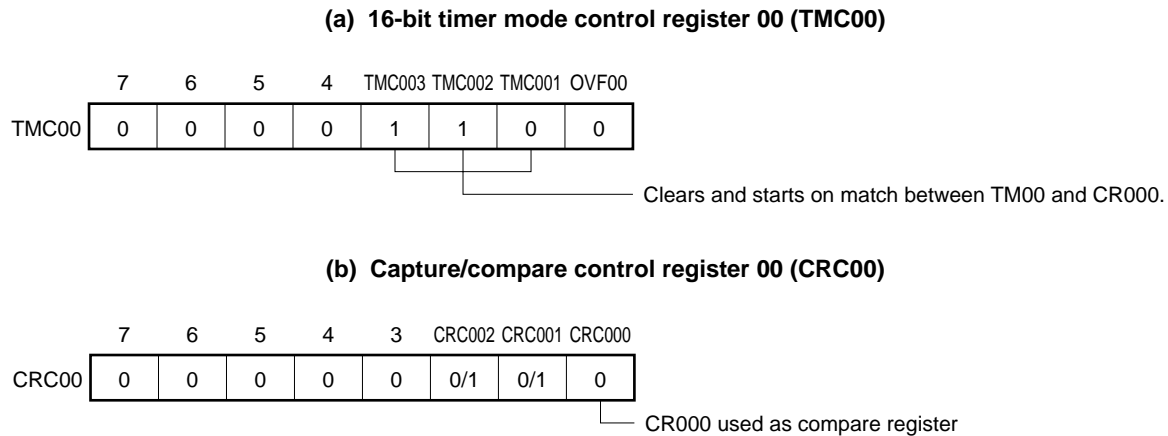 (a) 16-bit timer mode control register 00 (TMC00)
7 6 5 4 TMC003 TMC002 TMC001 OVF00
TMC00 0 0 0 0 1 1 0 0
Clears and starts on match between TM00 and CR000.
(b) Capture/compare control register 00 (CRC00)
7 6 5 4 3 CRC002 CRC001 CRC000
CRC00 0 0 0 0 0 0/1 0/1 0
CR000 used as compare register